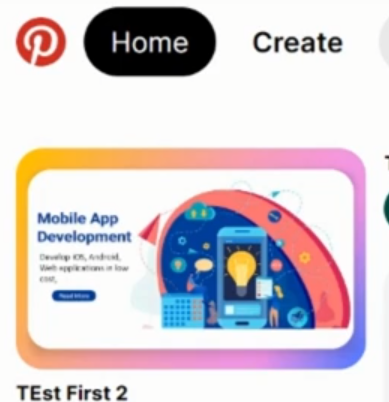 Home
Create
Mobile App
Development
Develop iOS, Android,
Web applications in low
cost,
Read More
TEst First 2